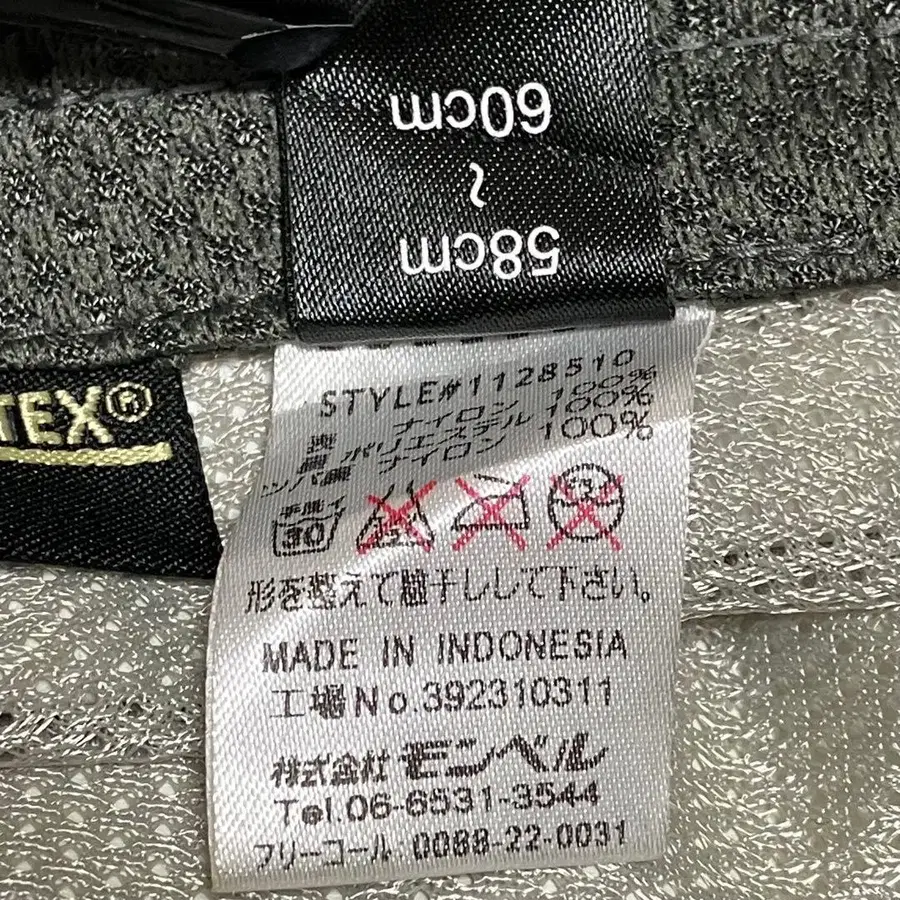 58cm
~
60cm
TEX®
STYLE#1128510
ナイロン 100%
ポリエステル 100%
ツバ裏 ナイロン 100%
30
形を整えて陰干しして下さい。
MADE IN INDONESIA
工場No.392310311
株式会社 モンベル
Tel.06-6531-3544
フリーコール 0088-22-0031